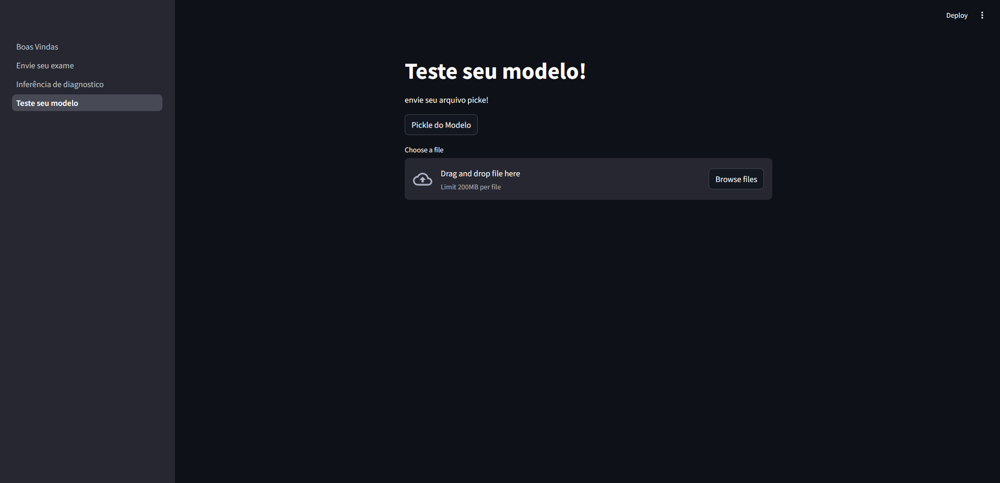 Deploy
Boas Vindas
Envie seu exame
Inferência de diagnostico
Teste seu modelo
Teste seu modelo!
envie seu arquivo picke!
Pickle do Modelo
Choose a file
Drag and drop file here
Limit 200MB per file
Browse files